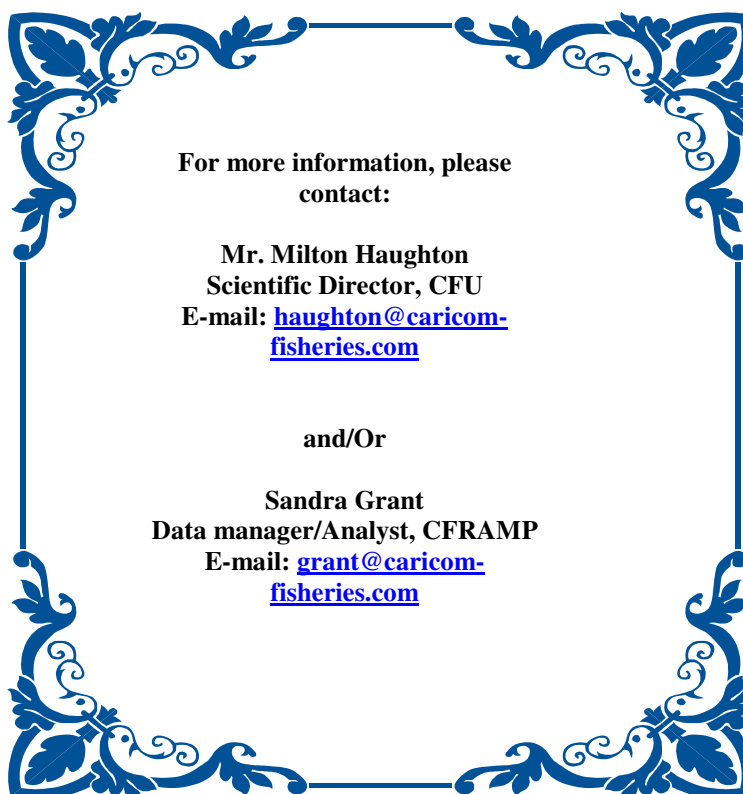 For more information, please
contact:
Mr. Milton Haughton
Scientific Director, CFU
E-mail: haughton@caricom-
fisheries.com
and/Or
Sandra Grant
Data manager/Analyst, CFRAMP
E-mail: grant@caricom-
fisheries.com